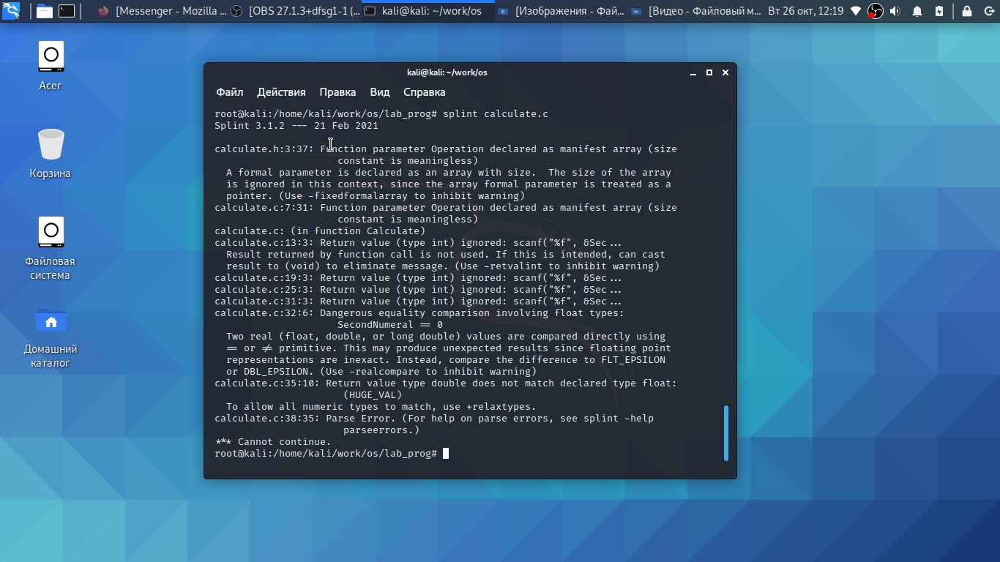 [Messenger - Mozilla ...
[OBS 27.1.3+dfsg1-1 (...
kali@kali: ~/work/os
[Изображения - Фай...
[Видео - Файловый м...
Вт 26 окт, 12:19
Acer
Корзина
Файловая
система
Домашний
каталог
kali@kali: ~/work/os
Файл Действия Правка Вид Справка
root@kali:/home/kali/work/os/lab_prog# splint calculate.c
Splint 3.1.2 --- 21 Feb 2021
calculate.h:3:37: Function parameter Operation declared as manifest array (size
constant is meaningless)
A formal parameter is declared as an array with size.  The size of the array
is ignored in this context, since the array formal parameter is treated as a
pointer. (Use -fixedformalarray to inhibit warning)
calculate.c:7:31: Function parameter Operation declared as manifest array (size
constant is meaningless)
calculate.c: (in function Calculate)
calculate.c:13:3: Return value (type int) ignored: scanf("%f", &Sec...
Result returned by function call is not used. If this is intended, can cast
result to (void) to eliminate message. (Use -retvalint to inhibit warning)
calculate.c:19:3: Return value (type int) ignored: scanf("%f", &Sec...
calculate.c:25:3: Return value (type int) ignored: scanf("%f", &Sec...
calculate.c:31:3: Return value (type int) ignored: scanf("%f", &Sec...
calculate.c:32:6: Dangerous equality comparison involving float types:
SecondNumeral == 0
Two real (float, double, or long double) values are compared directly using
== or != primitive. This may produce unexpected results since floating point
representations are inexact. Instead, compare the difference to FLT_EPSILON
or DBL_EPSILON. (Use -realcompare to inhibit warning)
calculate.c:35:10: Return value type double does not match declared type float:
(HUGE_VAL)
To allow all numeric types to match, use +relaxtypes.
calculate.c:38:35: Parse Error. (For help on parse errors, see splint -help
parseerrors.)
*** Cannot continue.
root@kali:/home/kali/work/os/lab_prog#